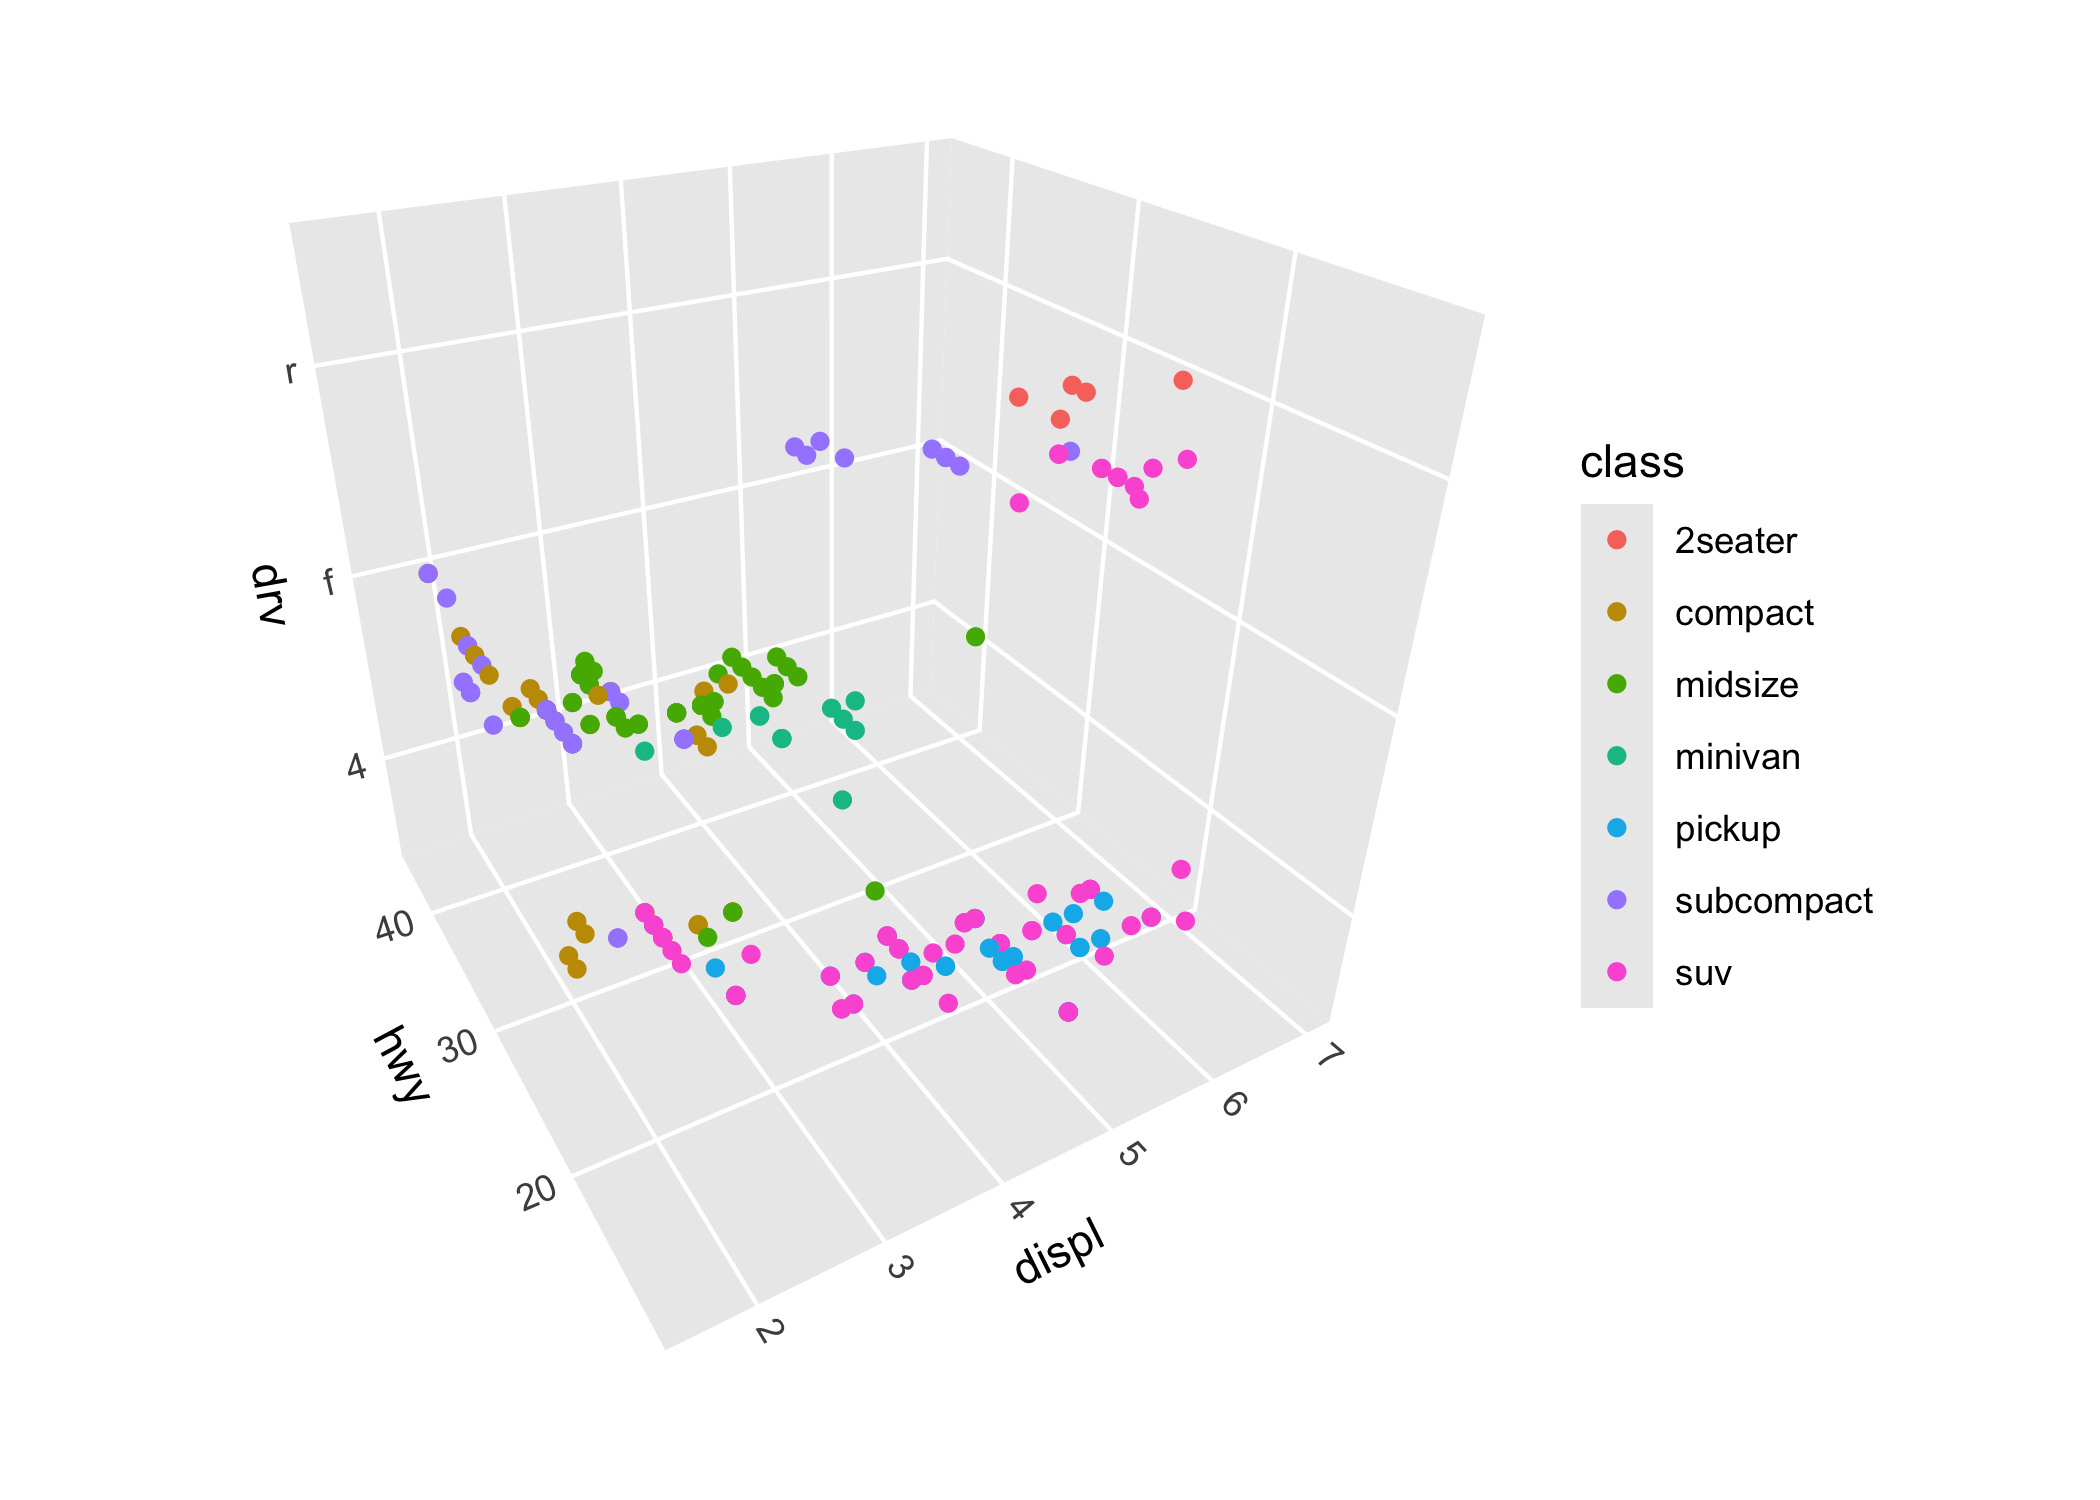 r
f
4
drv
40
30
20
hwy
2
3
4
5
6
7
displ
class
2seater
compact
midsize
minivan
pickup
subcompact
suv